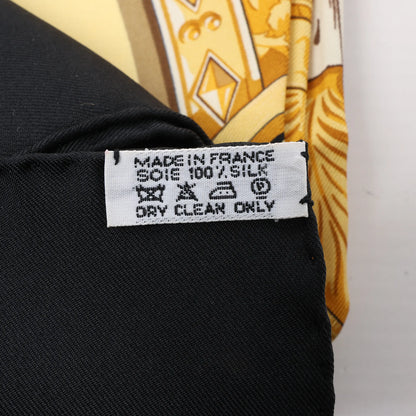 MADE IN FRANCE
SOIE 100% SILK
P
DRY CLEAN ONLY